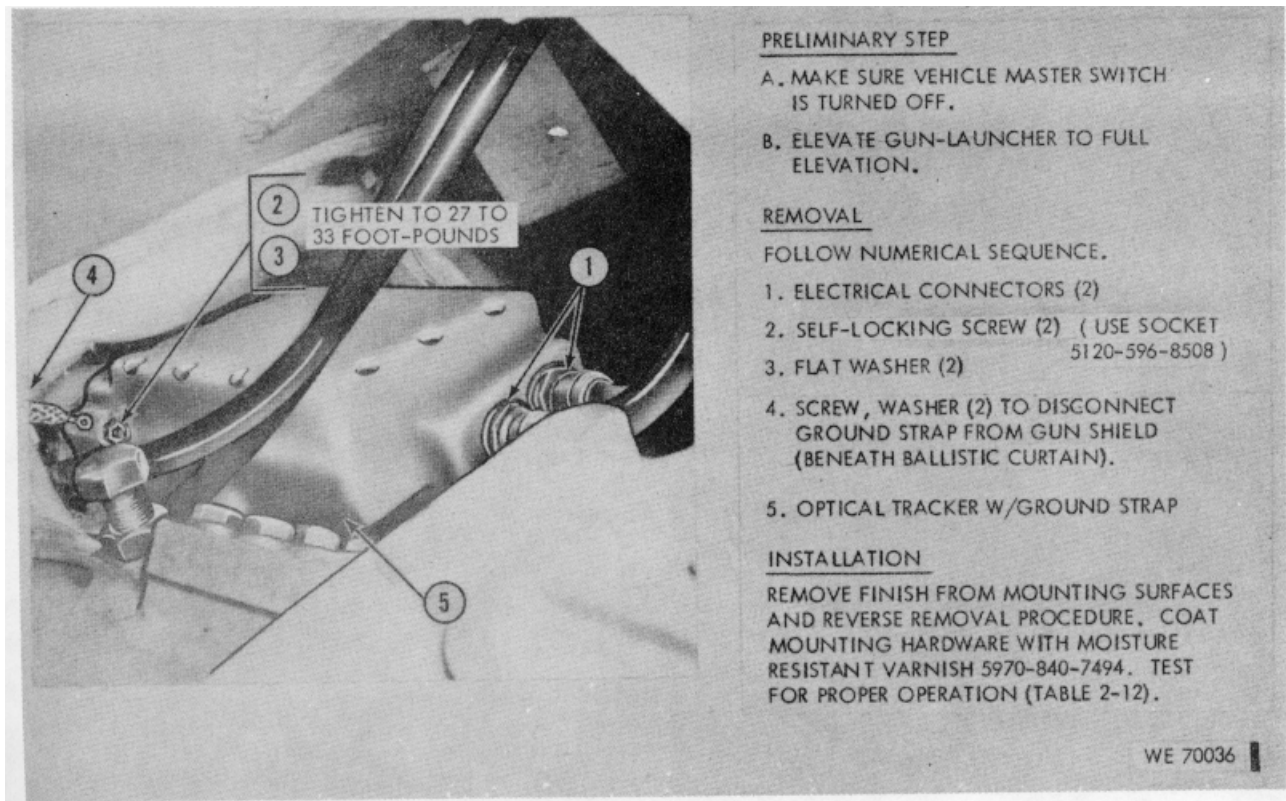 2
3
TIGHTEN TO 27 TO
33 FOOT-POUNDS
4
1
5
PRELIMINARY STEP
A. MAKE SURE VEHICLE MASTER SWITCH
IS TURNED OFF.
B. ELEVATE GUN-LAUNCHER TO FULL
ELEVATION.
REMOVAL
FOLLOW NUMERICAL SEQUENCE.
1. ELECTRICAL CONNECTORS (2)
2. SELF-LOCKING SCREW (2) ( USE SOCKET
5120-596-8508 )
3. FLAT WASHER (2)
4. SCREW, WASHER (2) TO DISCONNECT
GROUND STRAP FROM GUN SHIELD
(BENEATH BALLISTIC CURTAIN).
5. OPTICAL TRACKER W/GROUND STRAP
INSTALLATION
REMOVE FINISH FROM MOUNTING SURFACES
AND REVERSE REMOVAL PROCEDURE. COAT
MOUNTING HARDWARE WITH MOISTURE
RESISTANT VARNISH 5970-840-7494. TEST
FOR PROPER OPERATION (TABLE 2-12).
WE 70036